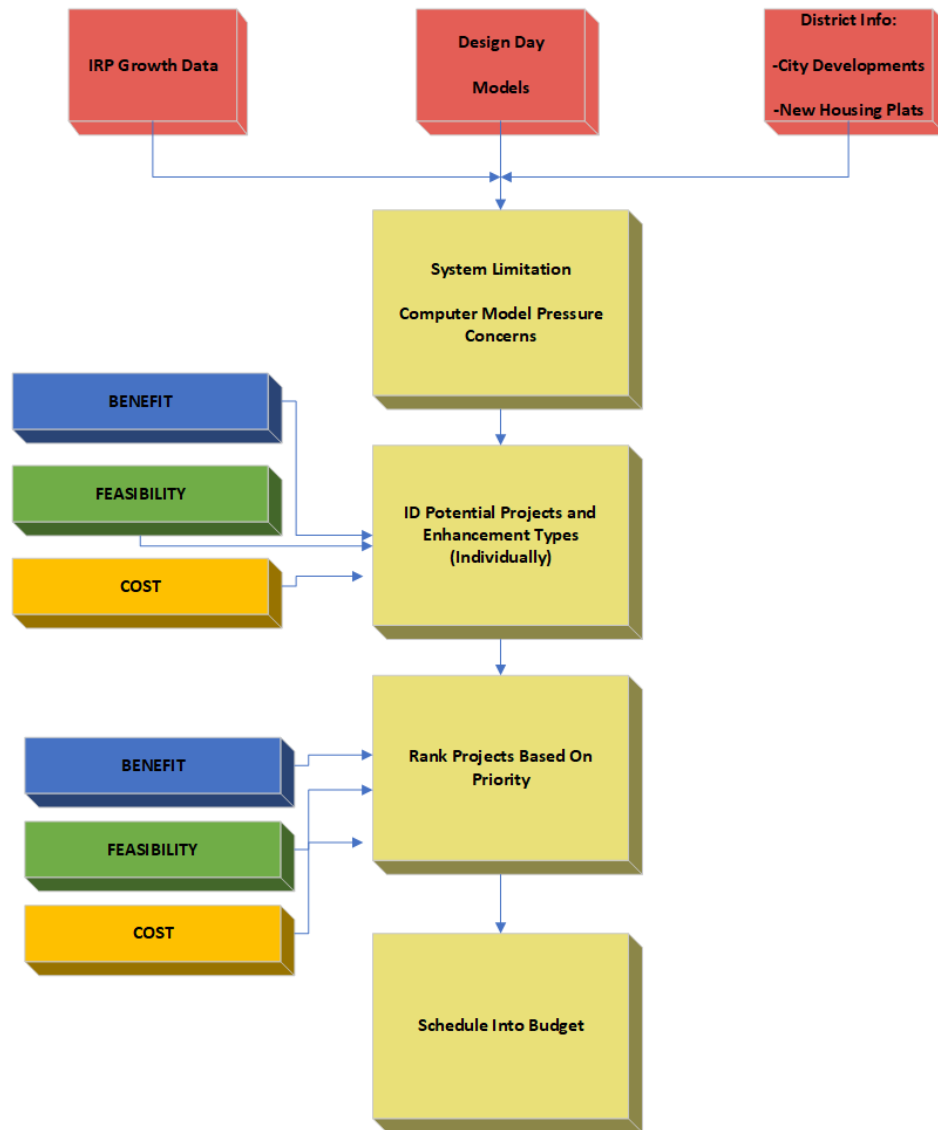 IRP Growth Data
Design Day
Models
District Info:
-City Developments
-New Housing Plats
System Limitation
Computer Model Pressure
Concerns
BENEFIT
FEASIBILITY
COST
ID Potential Projects and
Enhancement Types
(Individually)
BENEFIT
FEASIBILITY
COST
Rank Projects Based On
Priority
Schedule Into Budget